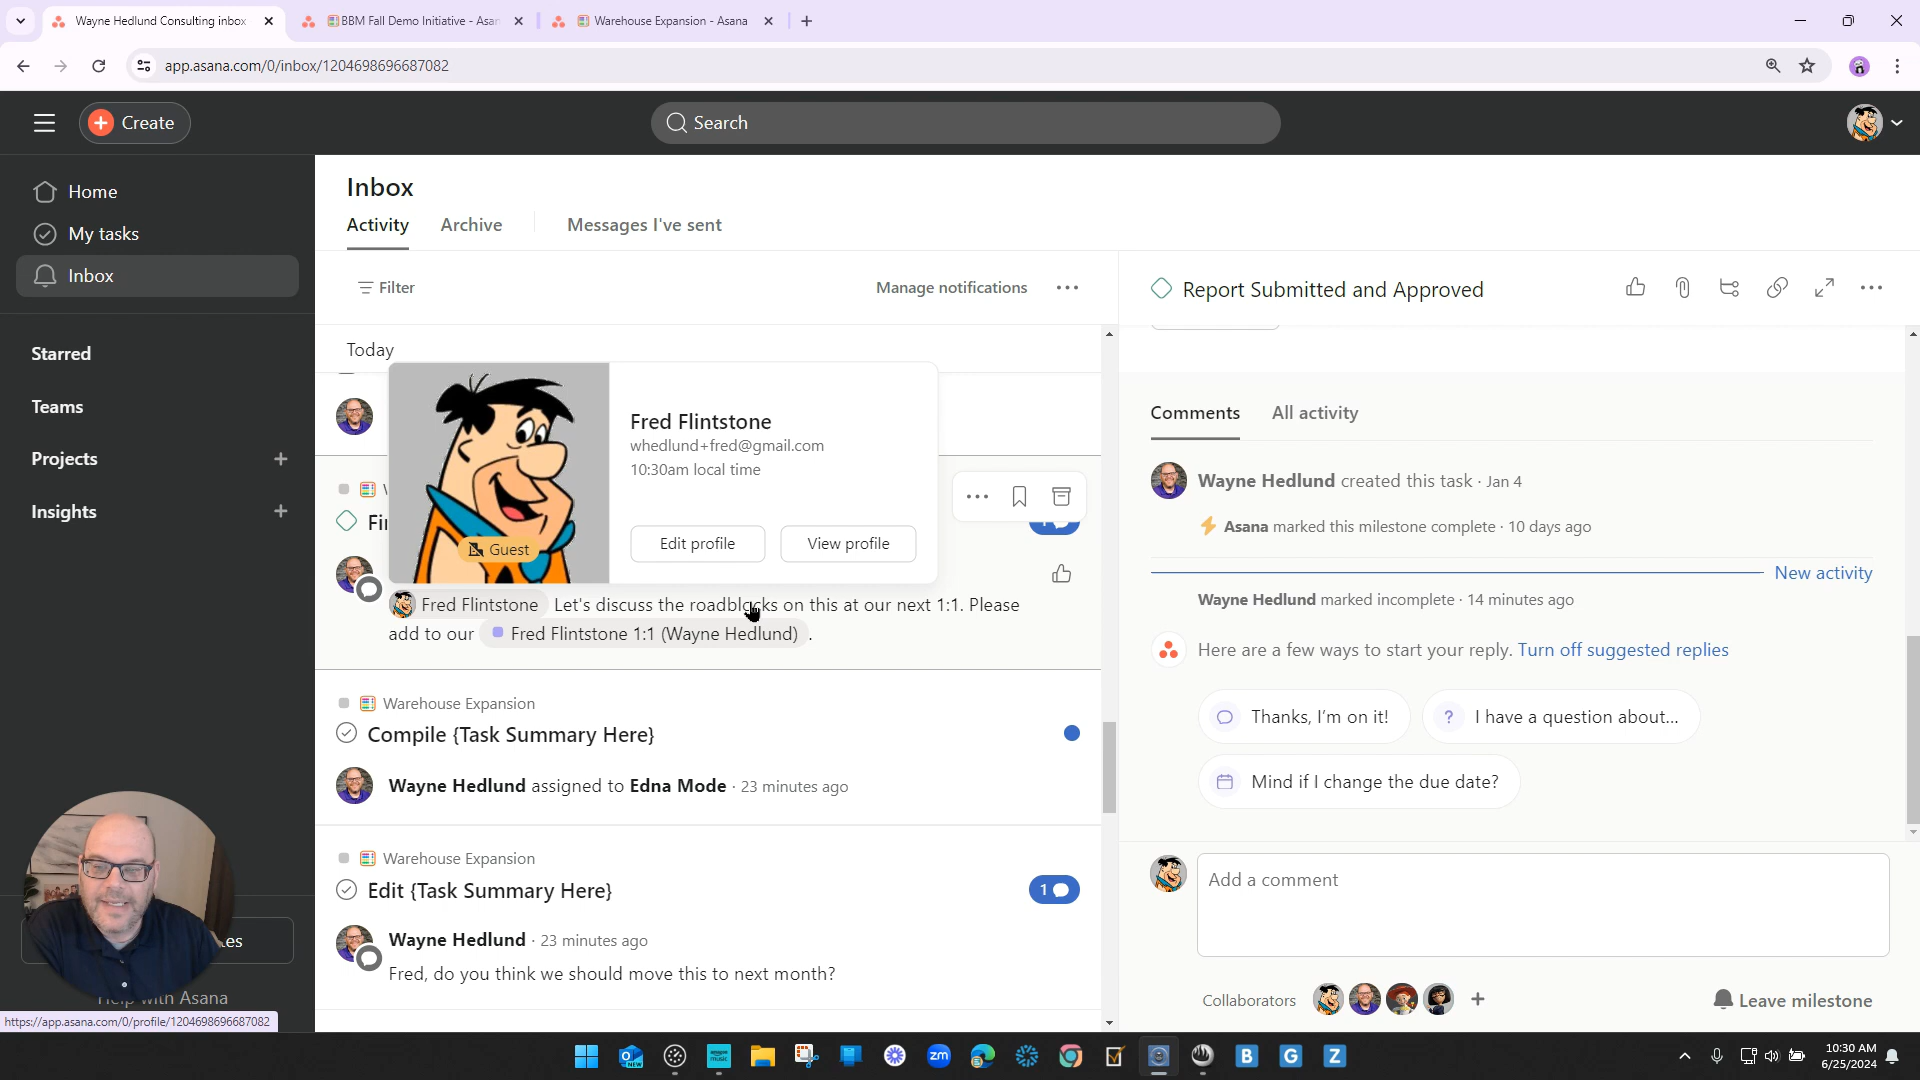 Wayne Hedlund Consulting inbox
BBM Fall Demo Initiative - Asan
Warehouse Expansion - Asana
app.asana.com/0/inbox/1204698696687082
Create
Search
Home
My tasks
Inbox
Starred
Teams
Projects
Insights
Help with Asana
https://app.asana.com/0/profile/1204698696687082
Inbox
Activity
Archive
Messages I've sent
Filter
Manage notifications
Today
Fred Flintstone
whedlund+fred@gmail.com
10:30am local time
Guest
Edit profile
View profile
Fred Flintstone Let's discuss the roadblocks on this at our next 1:1. Please
add to our Fred Flintstone 1:1 (Wayne Hedlund) .
Warehouse Expansion
Compile {Task Summary Here}
Wayne Hedlund assigned to Edna Mode · 23 minutes ago
Warehouse Expansion
Edit {Task Summary Here}
1
Wayne Hedlund · 23 minutes ago
Fred, do you think we should move this to next month?
Report Submitted and Approved
Comments
All activity
Wayne Hedlund created this task · Jan 4
Asana marked this milestone complete · 10 days ago
New activity
Wayne Hedlund marked incomplete · 14 minutes ago
Here are a few ways to start your reply. Turn off suggested replies
Thanks, I'm on it!
? I have a question about...
Mind if I change the due date?
Add a comment
Collaborators
Leave milestone
NEW
amazon music
zm
B
G
Z
10:30 AM
6/25/2024